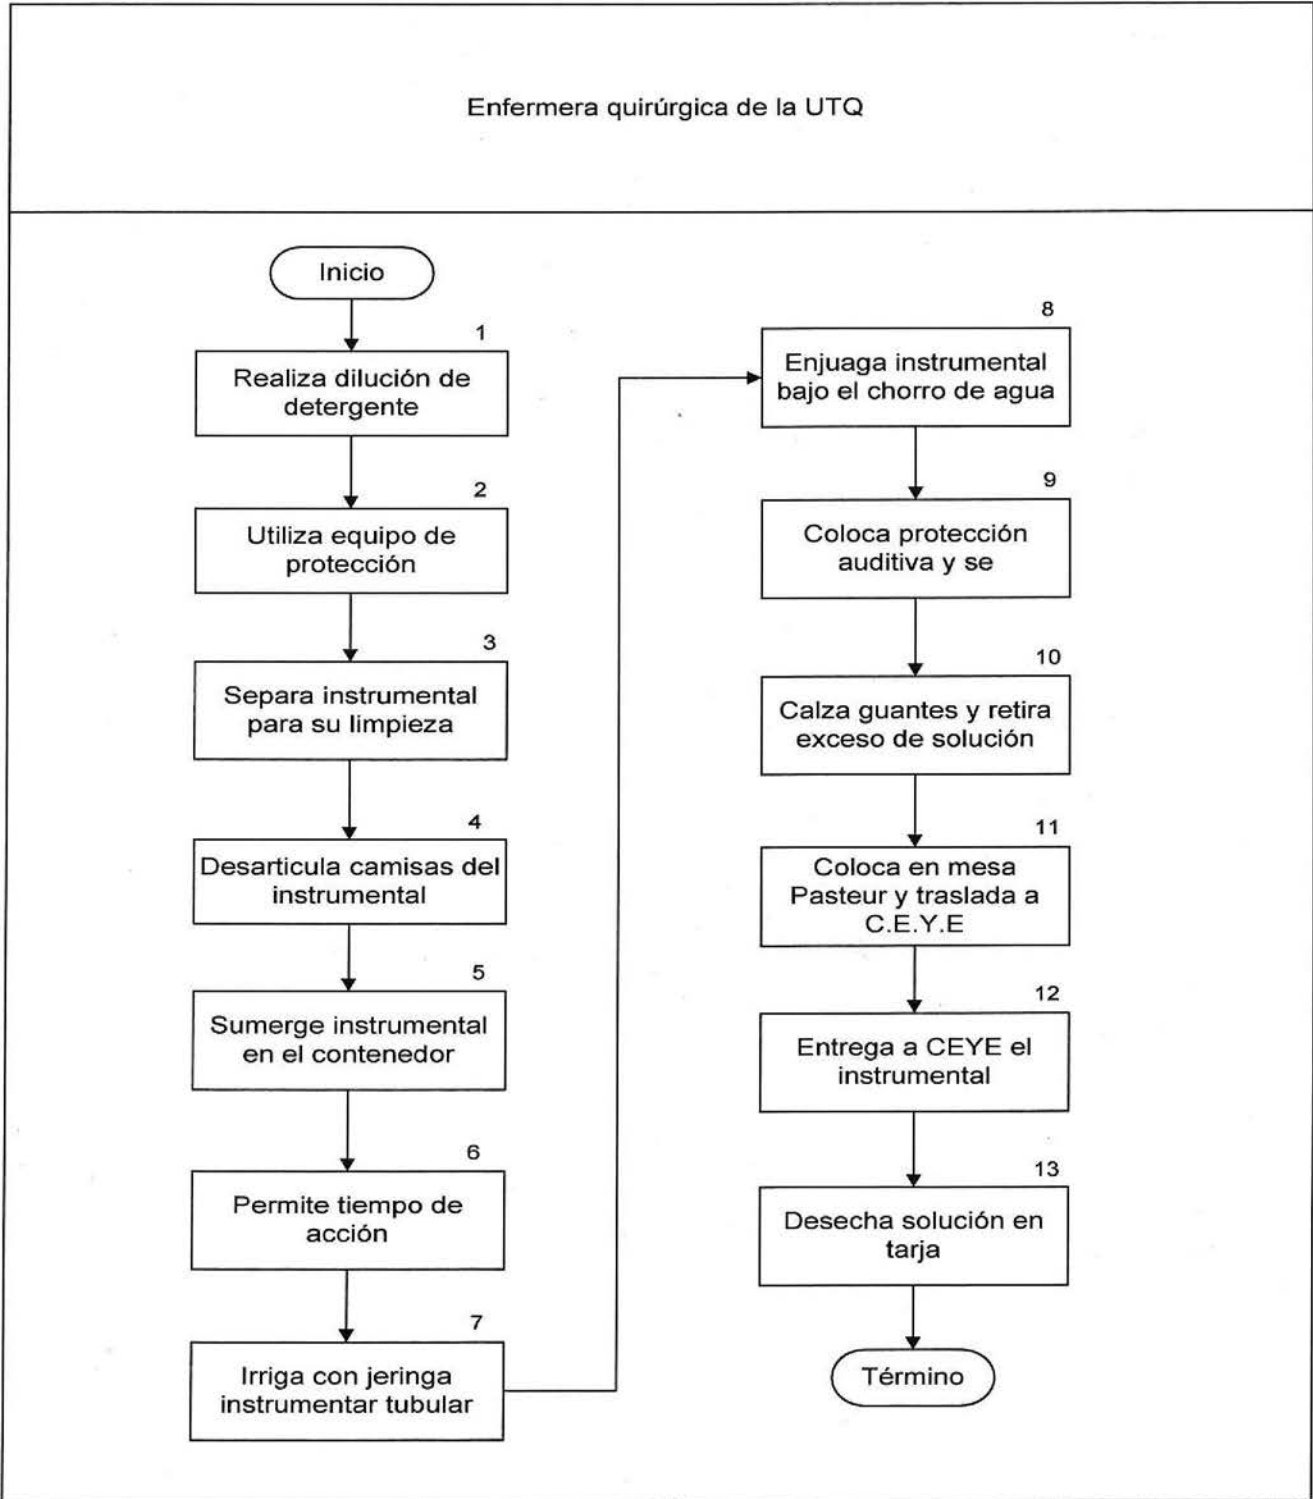 Enfermera quirúrgica de la UTQ
Inicio
1
Realiza dilución de
detergente
2
Utiliza equipo de
protección
3
Separa instrumental
para su limpieza
4
Desarticula camisas del
instrumental
5
Sumerge instrumental
en el contenedor
6
Permite tiempo de
acción
7
Irriga con jeringa
instrumentar tubular
8
Enjuaga instrumental
bajo el chorro de agua
9
Coloca protección
auditiva y se
10
Calza guantes y retira
exceso de solución
11
Coloca en mesa
Pasteur y traslada a
C.E.Y.E
12
Entrega a CEYE el
instrumental
13
Desecha solución en
tarja
Término